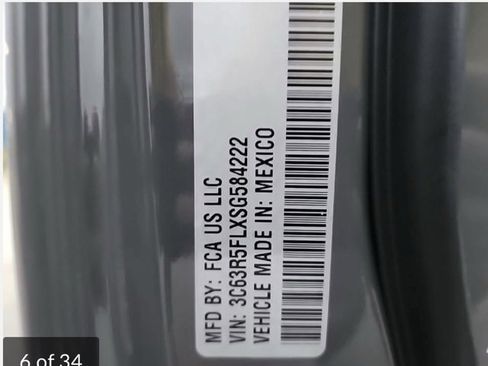 MFD BY: FCA US LLC
VIN: 3C63R5FLXSG584222
VEHICLE MADE IN: MEXICO
6 of 34